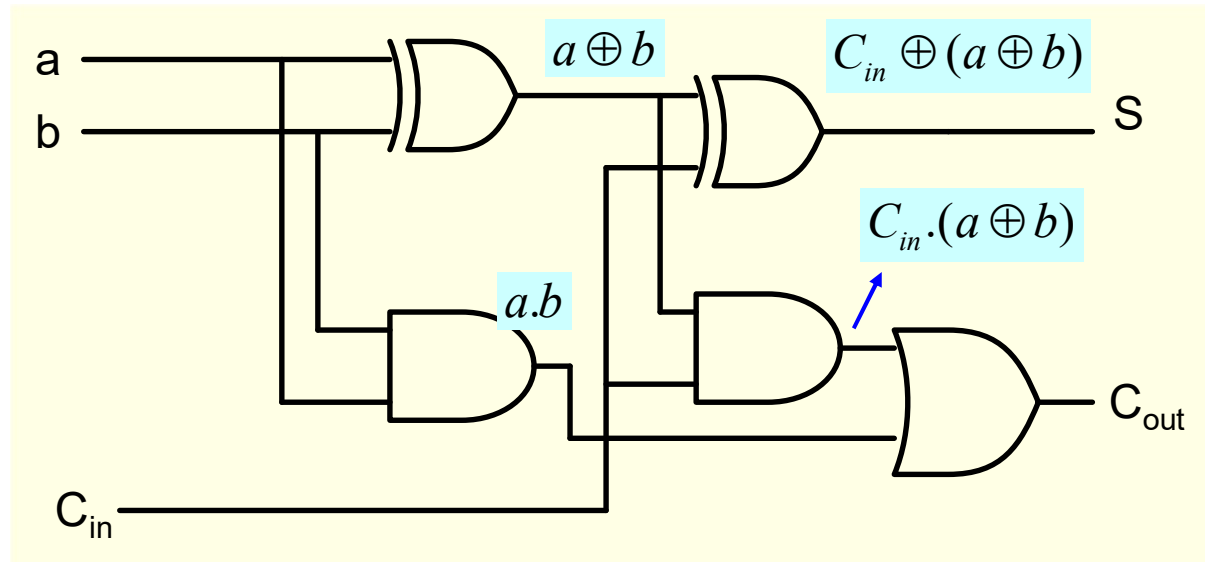 a
b
a ⊕ b
C_in ⊕ (a ⊕ b)
S
C_in.(a ⊕ b)
a.b
C_out
C_in